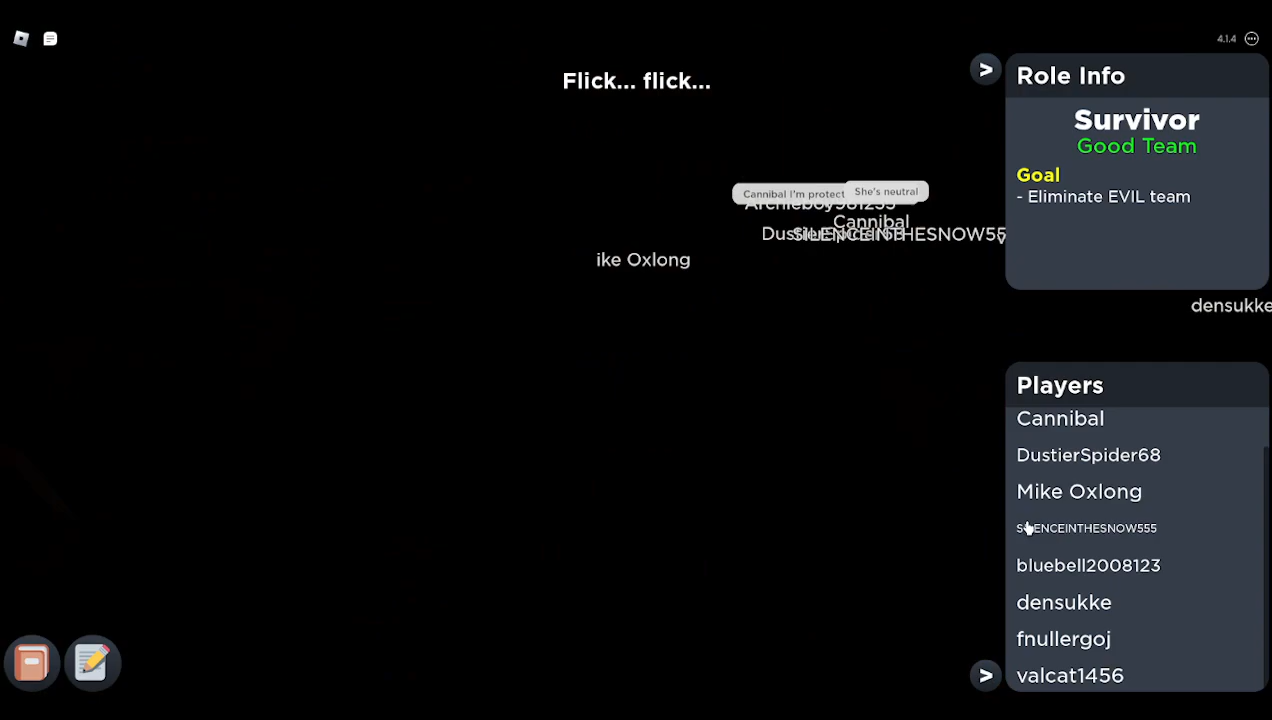 4.1.4
Flick... flick...
>
Role Info
Survivor
Good Team
Goal
- Eliminate EVIL team
Cannibal I'm protect
She's neutral
Cannibal
ike Oxlong
densukke
Players
Cannibal
DustierSpider68
Mike Oxlong
SILENCEINTHESNOW555
bluebell2008123
densukke
fnullergoj
valcat1456
>